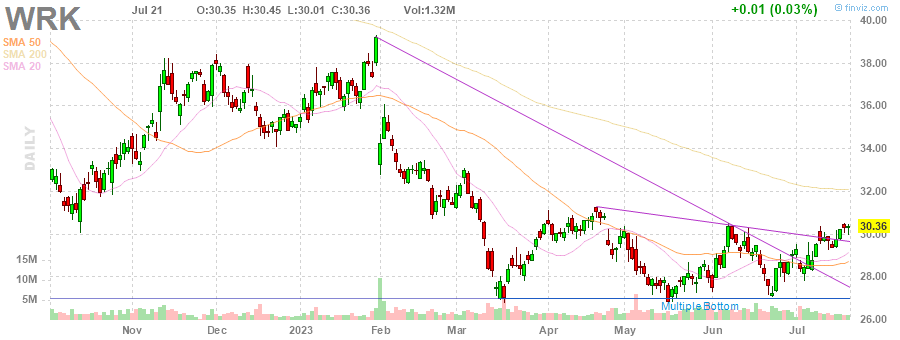 WRK Jul 21 O:30.35 H:30.45 L:30.01 C:30.36 Vol:1.32M +0.01 (0.03%) © finviz.com
40.00
SMA 50
SMA 200
SMA 20
38.00
36.00
34.00
DAILY
32.00
30.36
30.00
15M
28.00
10M
5M
Multiple Bottom
26.00
Nov Dec 2023 Feb Mar Apr May Jun Jul